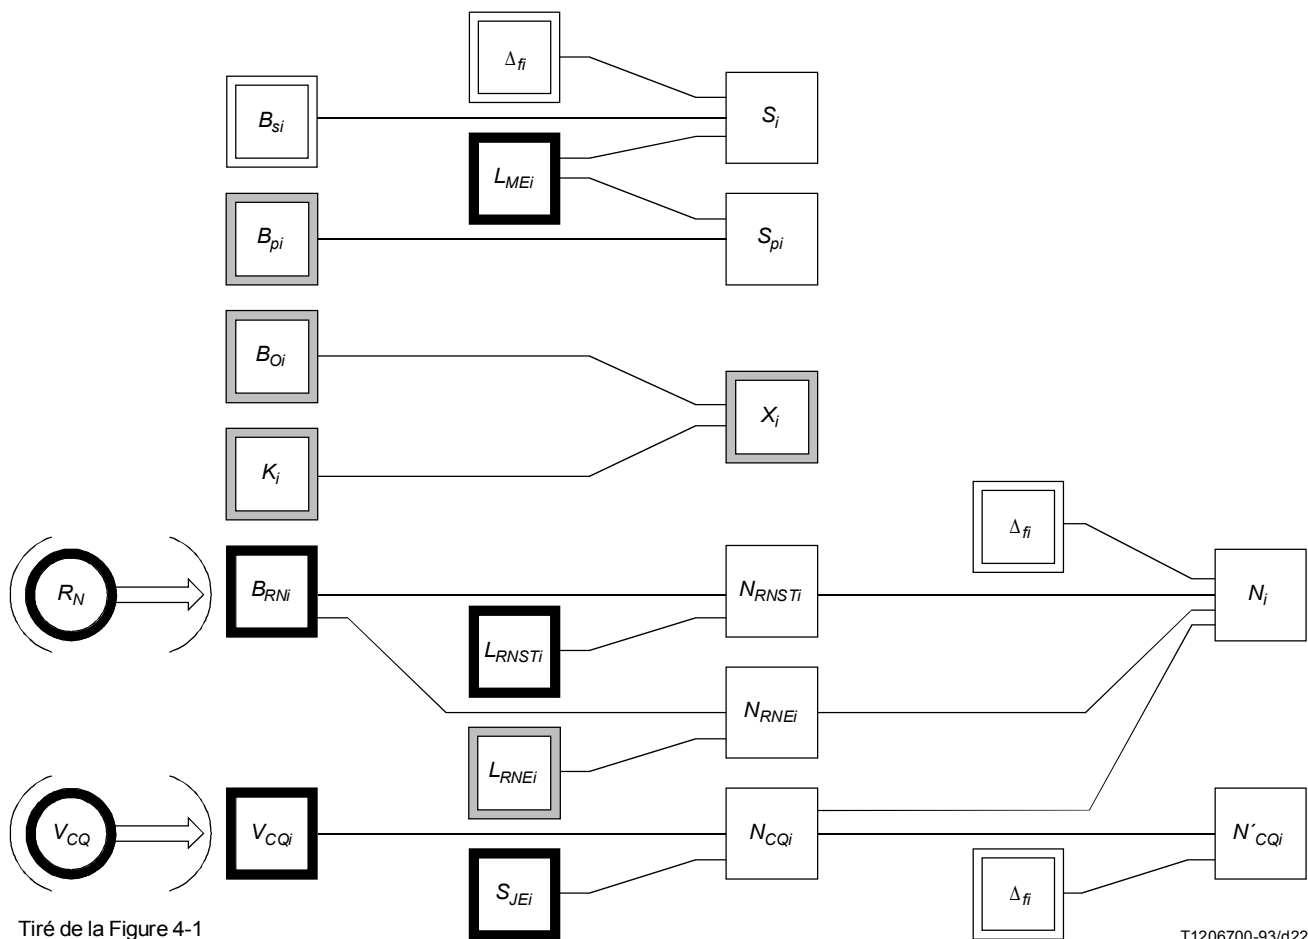 Δfi
Bsi
Si
LMEi
Bpi
Spi
BOi
Xi
Ki
Δfi
RN
BRNi
NRNSTi
Ni
LRNSTi
NRNEi
LRNEi
VCQ
VCQi
NCQi
N´CQi
SJEi
Δfi
Tiré de la Figure 4-1
T1206700-93/d22